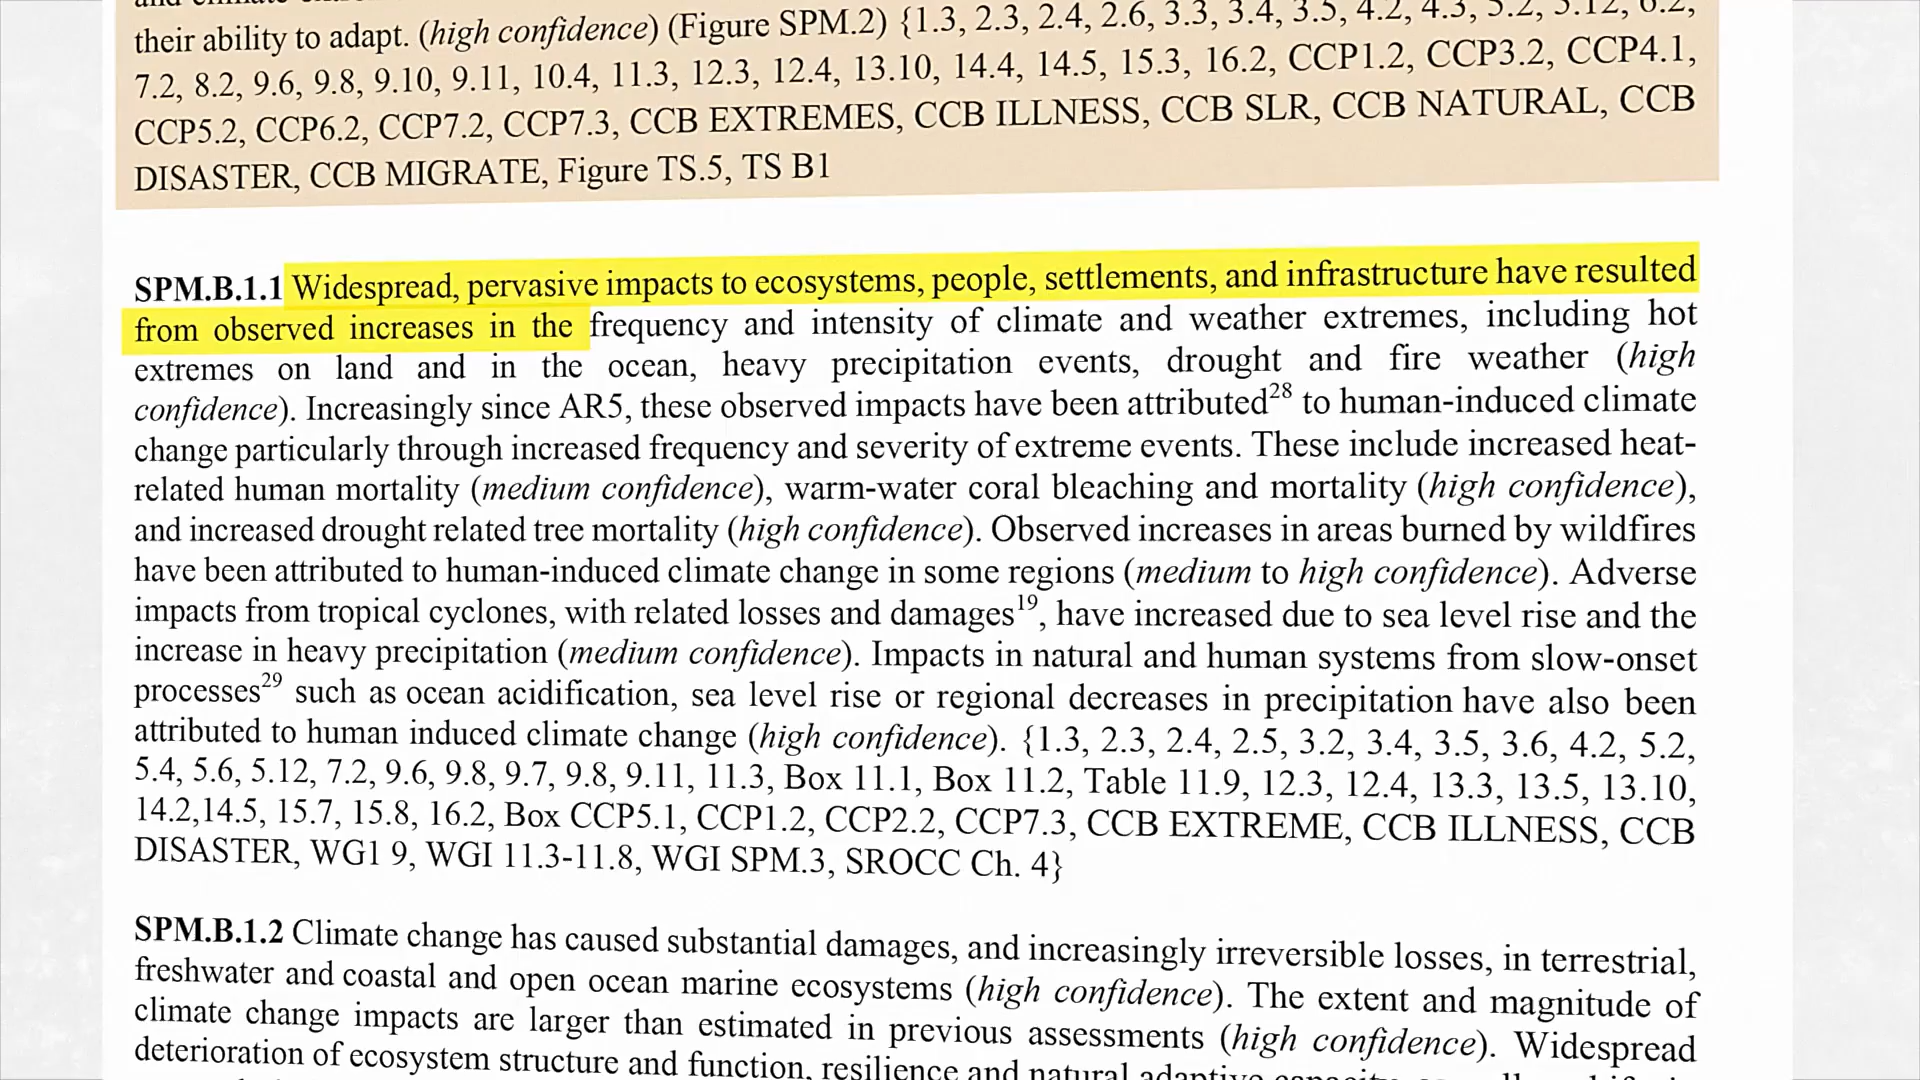 their ability to adapt. (high confidence) (Figure SPM.2) {1.3, 2.3, 2.4, 2.6, 3.3, 3.4, 3.5, 4.2, 4.3, 5.2, 5.12, 6.2,
7.2, 8.2, 9.6, 9.8, 9.10, 9.11, 10.4, 11.3, 12.3, 12.4, 13.10, 14.4, 14.5, 15.3, 16.2, CCP1.2, CCP3.2, CCP4.1,
CCP5.2, CCP6.2, CCP7.2, CCP7.3, CCB EXTREMES, CCB ILLNESS, CCB SLR, CCB NATURAL, CCB
DISASTER, CCB MIGRATE, Figure TS.5, TS B1
SPM.B.1.1 Widespread, pervasive impacts to ecosystems, people, settlements, and infrastructure have resulted
from observed increases in the frequency and intensity of climate and weather extremes, including hot
extremes on land and in the ocean, heavy precipitation events, drought and fire weather (high
confidence). Increasingly since AR5, these observed impacts have been attributed28 to human-induced climate
change particularly through increased frequency and severity of extreme events. These include increased heat-
related human mortality (medium confidence), warm-water coral bleaching and mortality (high confidence),
and increased drought related tree mortality (high confidence). Observed increases in areas burned by wildfires
have been attributed to human-induced climate change in some regions (medium to high confidence). Adverse
impacts from tropical cyclones, with related losses and damages19, have increased due to sea level rise and the
increase in heavy precipitation (medium confidence). Impacts in natural and human systems from slow-onset
processes29 such as ocean acidification, sea level rise or regional decreases in precipitation have also been
attributed to human induced climate change (high confidence). {1.3, 2.3, 2.4, 2.5, 3.2, 3.4, 3.5, 3.6, 4.2, 5.2,
5.4, 5.6, 5.12, 7.2, 9.6, 9.8, 9.7, 9.8, 9.11, 11.3, Box 11.1, Box 11.2, Table 11.9, 12.3, 12.4, 13.3, 13.5, 13.10,
14.2,14.5, 15.7, 15.8, 16.2, Box CCP5.1, CCP1.2, CCP2.2, CCP7.3, CCB EXTREME, CCB ILLNESS, CCB
DISASTER, WG1 9, WGI 11.3-11.8, WGI SPM.3, SROCC Ch. 4}
SPM.B.1.2 Climate change has caused substantial damages, and increasingly irreversible losses, in terrestrial,
freshwater and coastal and open ocean marine ecosystems (high confidence). The extent and magnitude of
climate change impacts are larger than estimated in previous assessments (high confidence). Widespread
deterioration of ecosystem structure and function, resilience and natural adaptive capacity